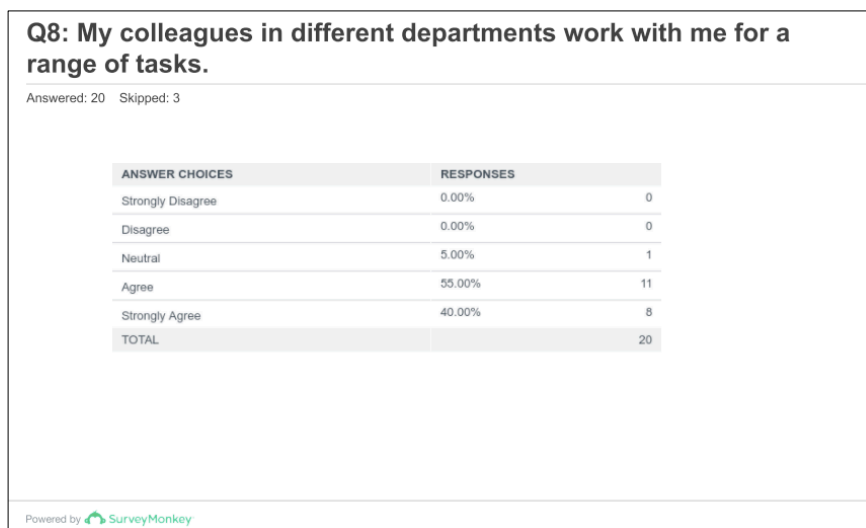 Q8: My colleagues in different departments work with me for a
range of tasks.
Answered: 20 Skipped: 3
ANSWER CHOICES RESPONSES
Strongly Disagree 0.00% 0
Disagree 0.00% 0
Neutral 5.00% 1
Agree 55.00% 11
Strongly Agree 40.00% 8
TOTAL 20
Powered by SurveyMonkey